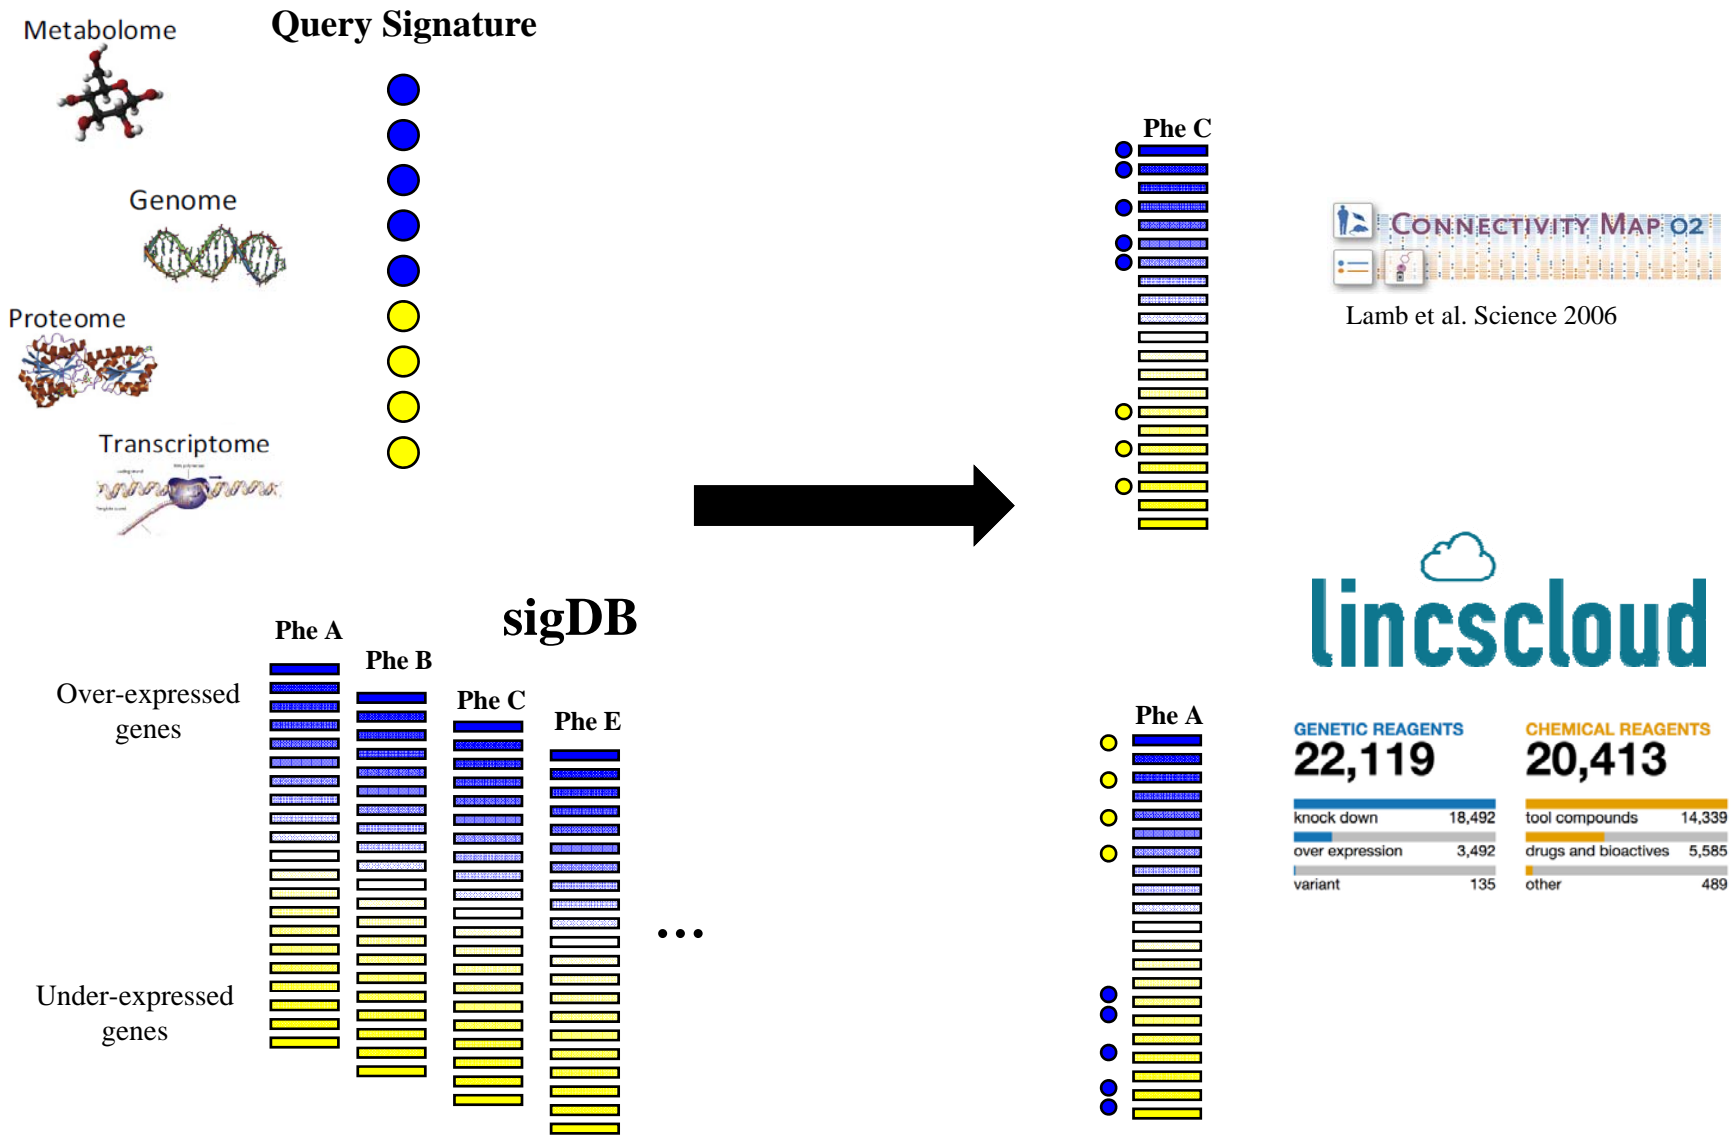 Metabolome
Query Signature
Genome
Proteome
Transcriptome
Phe C
CONNECTIVITY MAP 02
Lamb et al. Science 2006
sigDB
Phe A
Phe B
Phe C
Phe E
Over-expressed
genes
Under-expressed
genes
...
Phe A
lincscloud
GENETIC REAGENTS
22,119
knock down 18,492
over expression 3,492
variant 135
CHEMICAL REAGENTS
20,413
tool compounds 14,339
drugs and bioactives 5,585
other 489